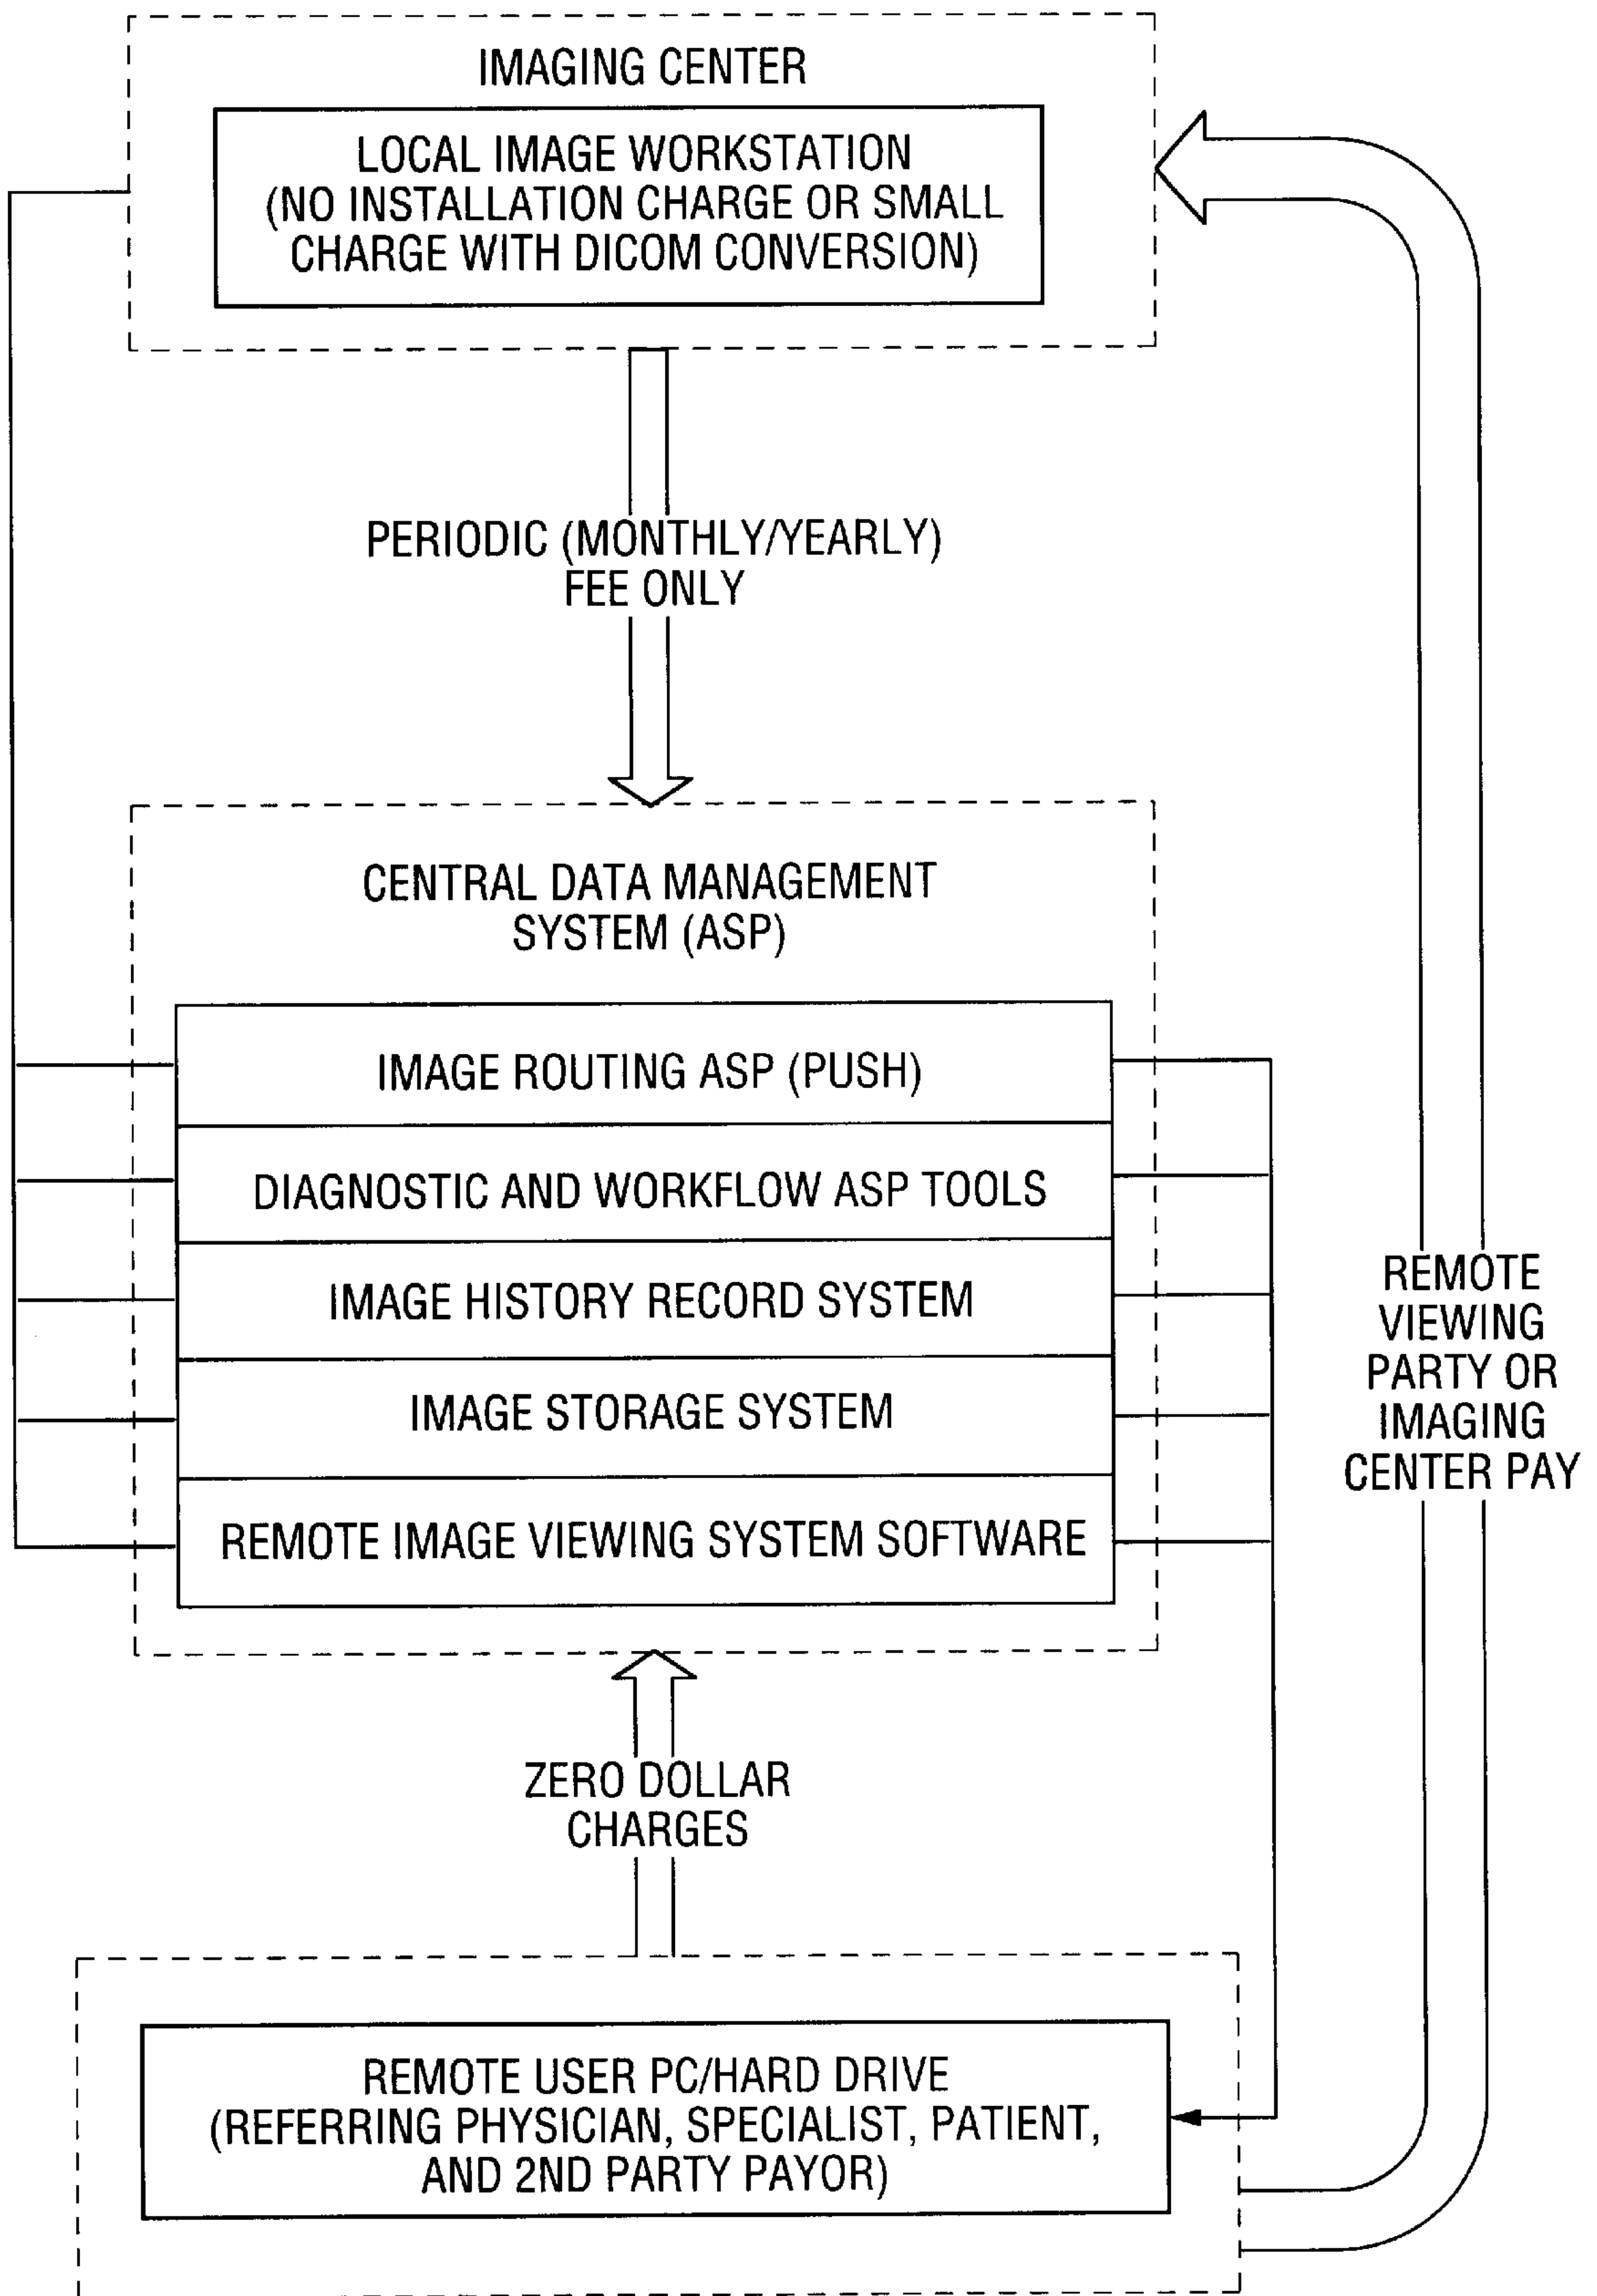 IMAGING CENTER
LOCAL IMAGE WORKSTATION
(NO INSTALLATION CHARGE OR SMALL
CHARGE WITH DICOM CONVERSION)
PERIODIC (MONTHLY/YEARLY)
FEE ONLY
CENTRAL DATA MANAGEMENT
SYSTEM (ASP)
IMAGE ROUTING ASP (PUSH)
DIAGNOSTIC AND WORKFLOW ASP TOOLS
IMAGE HISTORY RECORD SYSTEM
IMAGE STORAGE SYSTEM
REMOTE IMAGE VIEWING SYSTEM SOFTWARE
REMOTE
VIEWING
PARTY OR
IMAGING
CENTER PAY
ZERO DOLLAR
CHARGES
REMOTE USER PC/HARD DRIVE
(REFERRING PHYSICIAN, SPECIALIST, PATIENT,
AND 2ND PARTY PAYOR)